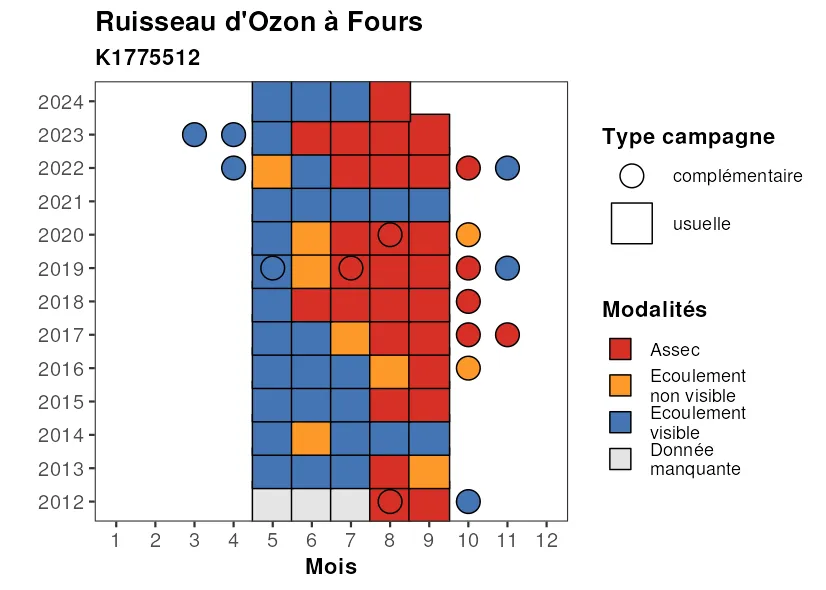 Ruisseau d'Ozon à Fours
K1775512
2024
2023
2022
2021
2020
2019
2018
2017
2016
2015
2014
2013
2012
1 2 3 4 5 6 7 8 9 10 11 12
Mois
Type campagne
complémentaire
usuelle
Modalités
Assec
Ecoulement
non visible
Ecoulement
visible
Donnée
manquante